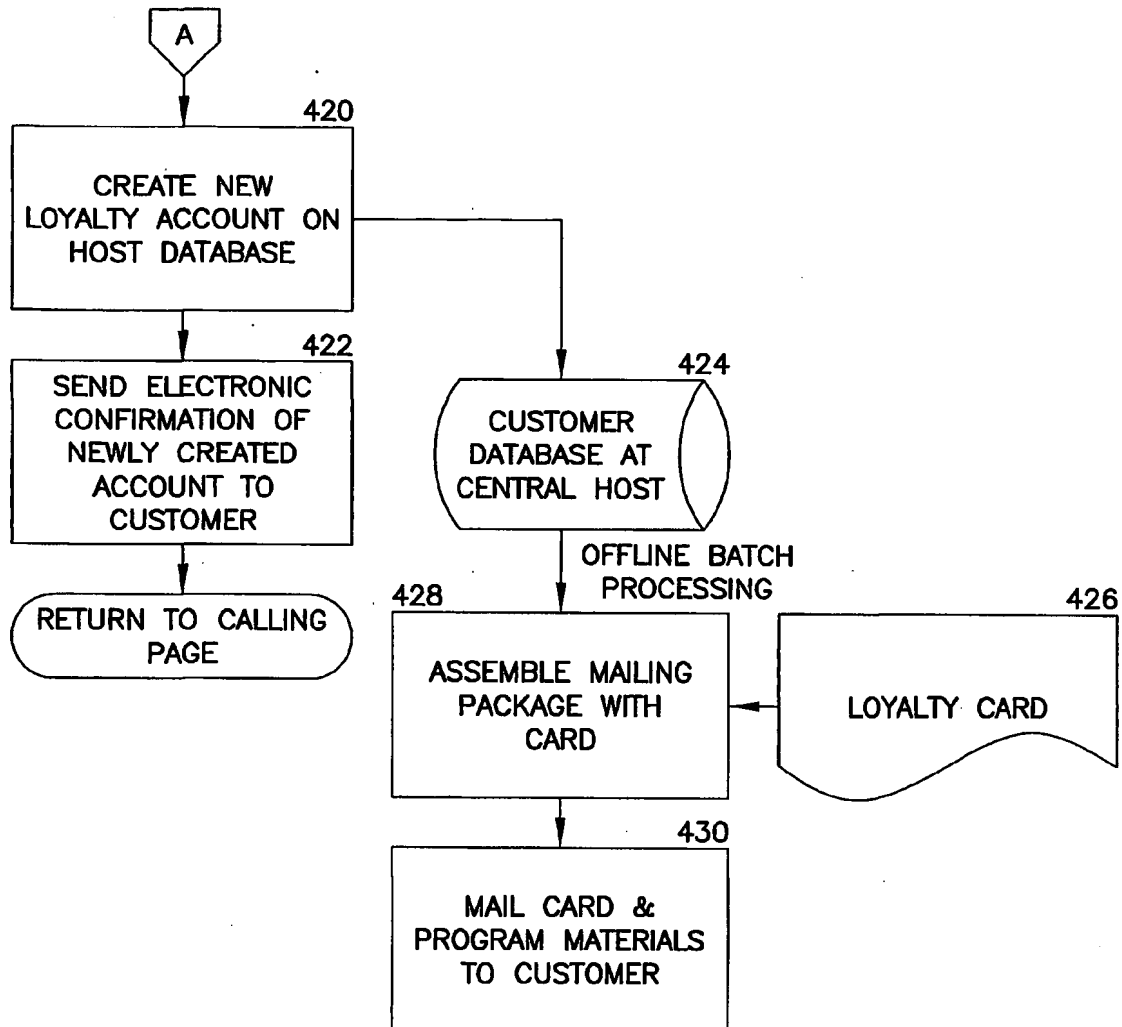 A
420
CREATE NEW
LOYALTY ACCOUNT ON
HOST DATABASE
422
SEND ELECTRONIC
CONFIRMATION OF
NEWLY CREATED
ACCOUNT TO
CUSTOMER
RETURN TO CALLING
PAGE
424
CUSTOMER
DATABASE AT
CENTRAL HOST
OFFLINE BATCH
PROCESSING
428
ASSEMBLE MAILING
PACKAGE WITH
CARD
426
LOYALTY CARD
430
MAIL CARD &
PROGRAM MATERIALS
TO CUSTOMER